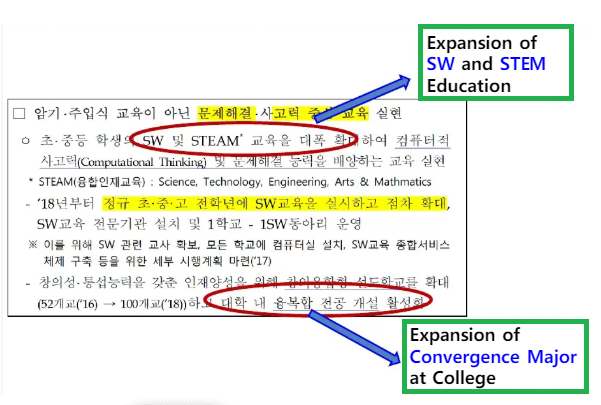 Expansion of
SW and STEM
Education
□ 암기·주입식 교육이 아닌 문제해결·사고력 중심 교육 실현
ㅇ 초·중등 학생의 SW 및 STEAM* 교육을 대폭 확대하여 컴퓨터적
사고력(Computational Thinking) 및 문제해결 능력을 배양하는 교육 실현
* STEAM(융합인재교육) : Science, Technology, Engineering, Arts & Mathmatics
- '18년부터 정규 초·중·고 전학년에 SW교육을 실시하고 점차 확대,
SW교육 전문기관 설치 및 1학교 - 1SW동아리 운영
※ 이를 위해 SW 관련 교사 확보, 모든 학교에 컴퓨터실 설치, SW교육 종합서비스
체제 구축 등을 위한 세부 시행계획 마련('17)
- 창의성·통섭능력을 갖춘 인재양성을 위해 창의융합형 선도학교를 확대
(52개교('16) → 100개교('18))하고 대학 내 융복합 전공 개설 활성화
Expansion of
Convergence Major
at College